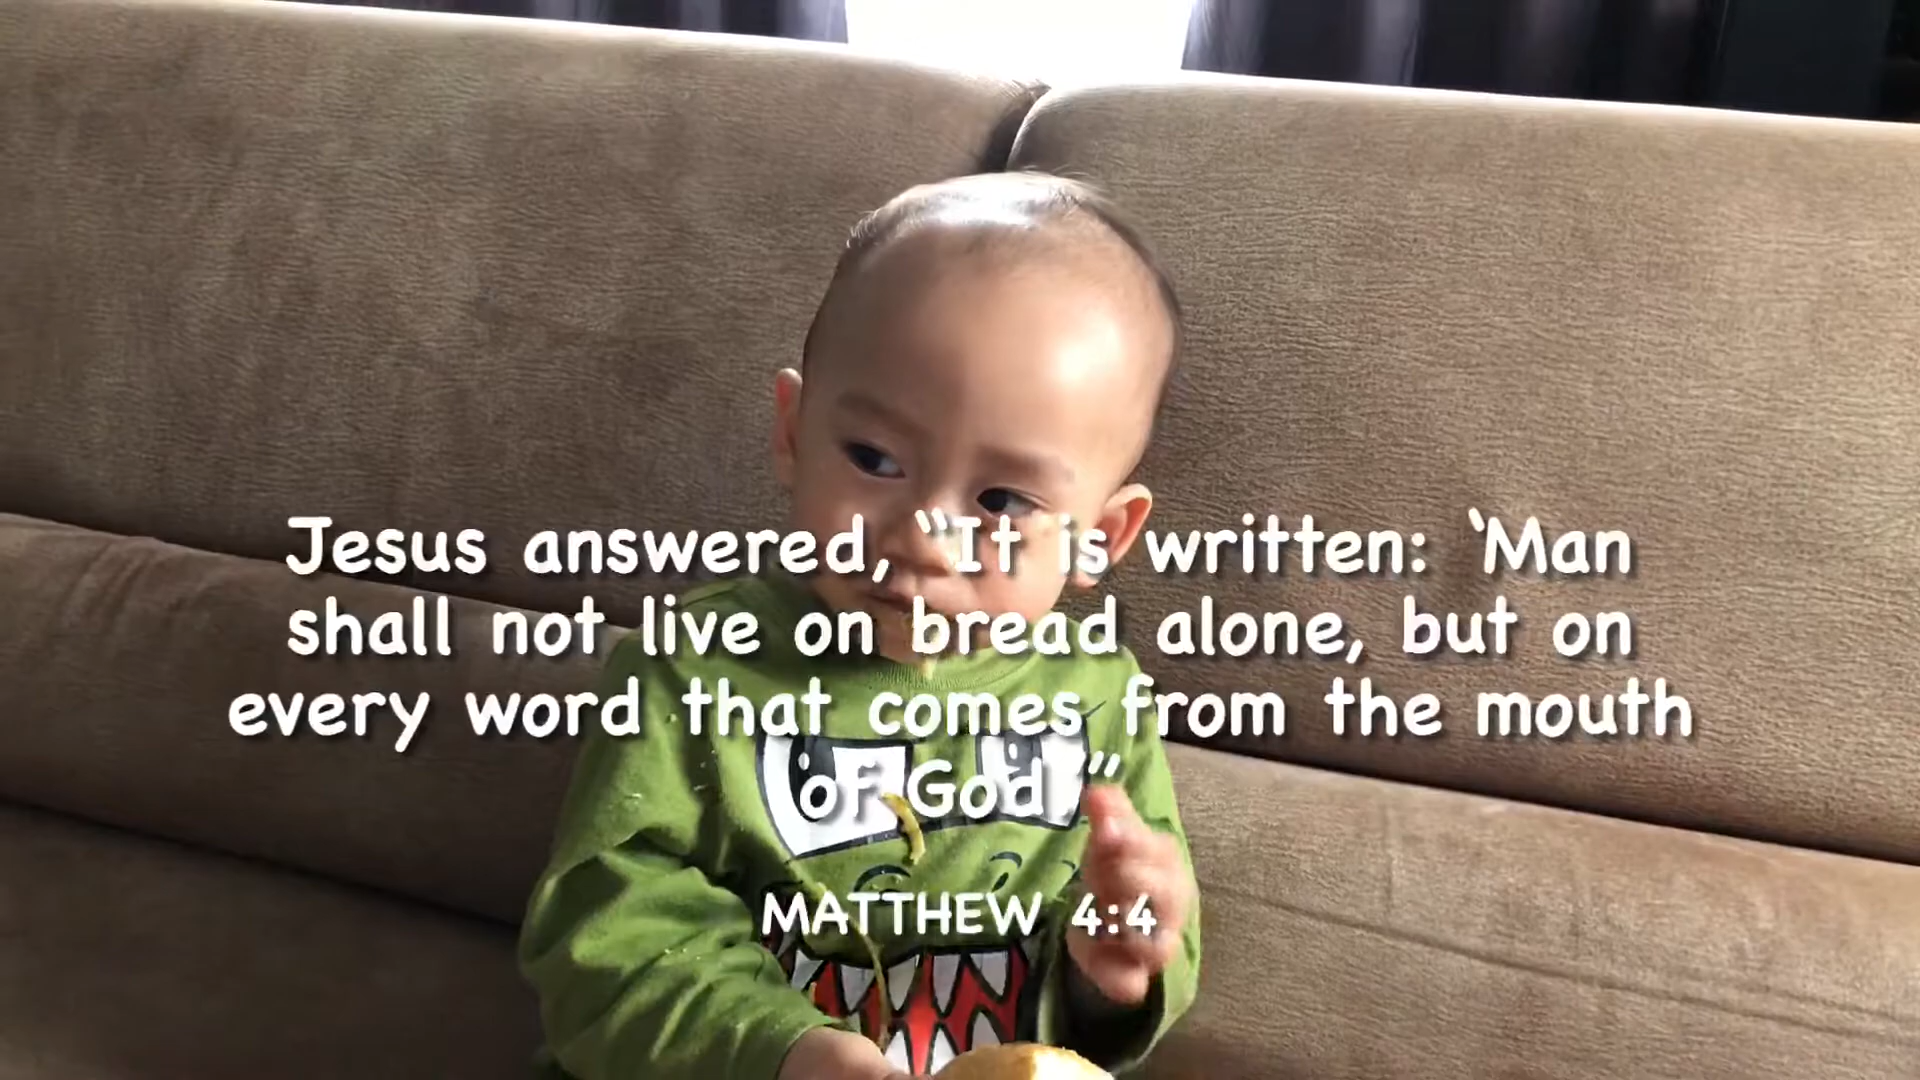 Jesus answered, “It is written: ‘Man
shall not live on bread alone, but on
every word that comes from the mouth
of God.’”
MATTHEW 4:4